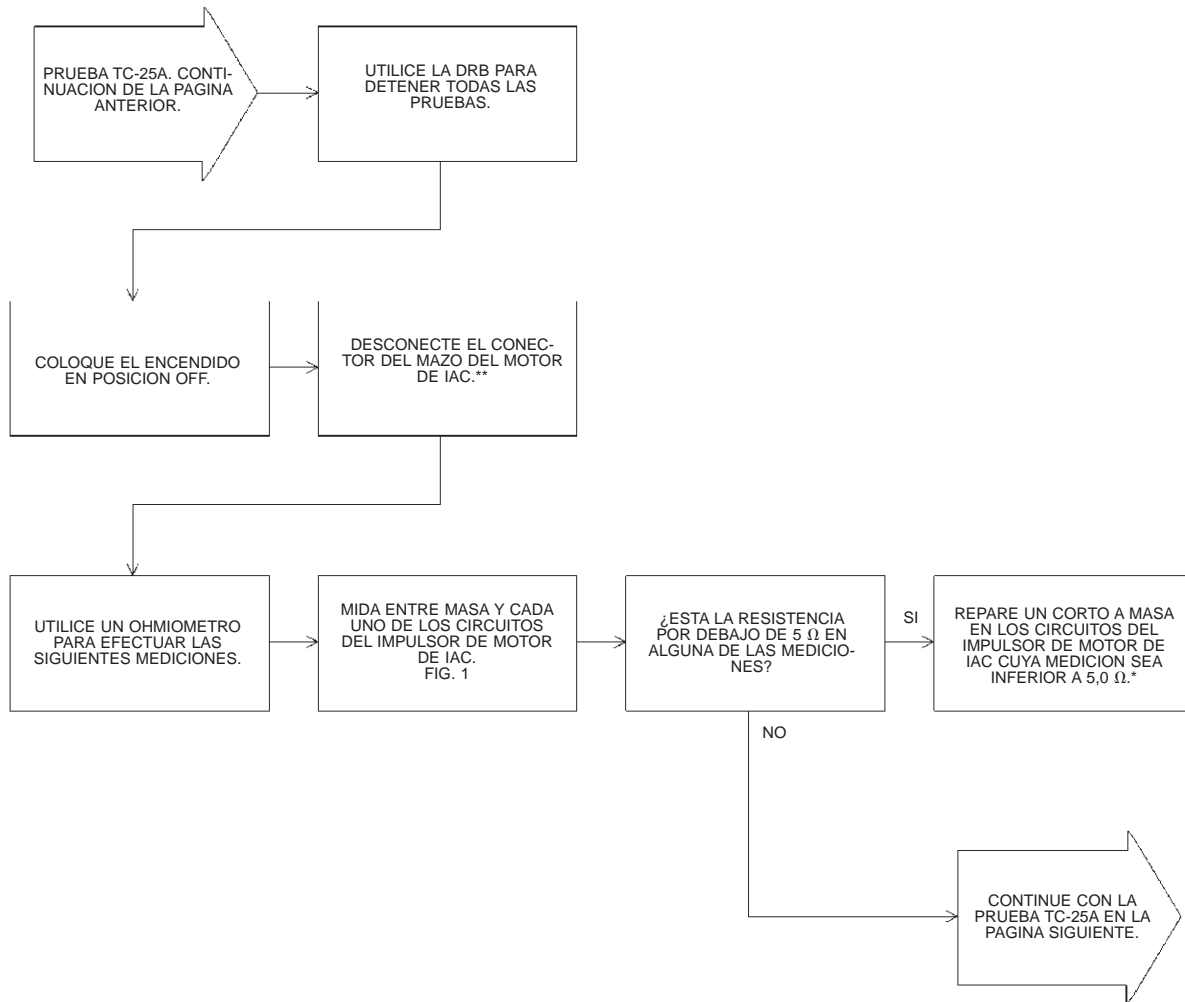 PRUEBA TC-25A. CONTI-
NUACION DE LA PAGINA
ANTERIOR.
UTILICE LA DRB PARA
DETENER TODAS LAS
PRUEBAS.
COLOQUE EL ENCENDIDO
EN POSICION OFF.
DESCONECTE EL CONEC-
TOR DEL MAZO DEL MOTOR
DE IAC.**
UTILICE UN OHMIOMETRO
PARA EFECTUAR LAS
SIGUIENTES MEDICIONES.
MIDA ENTRE MASA Y CADA
UNO DE LOS CIRCUITOS
DEL IMPULSOR DE MOTOR
DE IAC.
FIG. 1
¿ESTA LA RESISTENCIA
POR DEBAJO DE 5 Ω EN
ALGUNA DE LAS MEDICIO-
NES?
SI
REPARE UN CORTO A MASA
EN LOS CIRCUITOS DEL
IMPULSOR DE MOTOR DE
IAC CUYA MEDICION SEA
INFERIOR A 5,0 Ω.*
NO
CONTINUE CON LA
PRUEBA TC-25A EN LA
PAGINA SIGUIENTE.